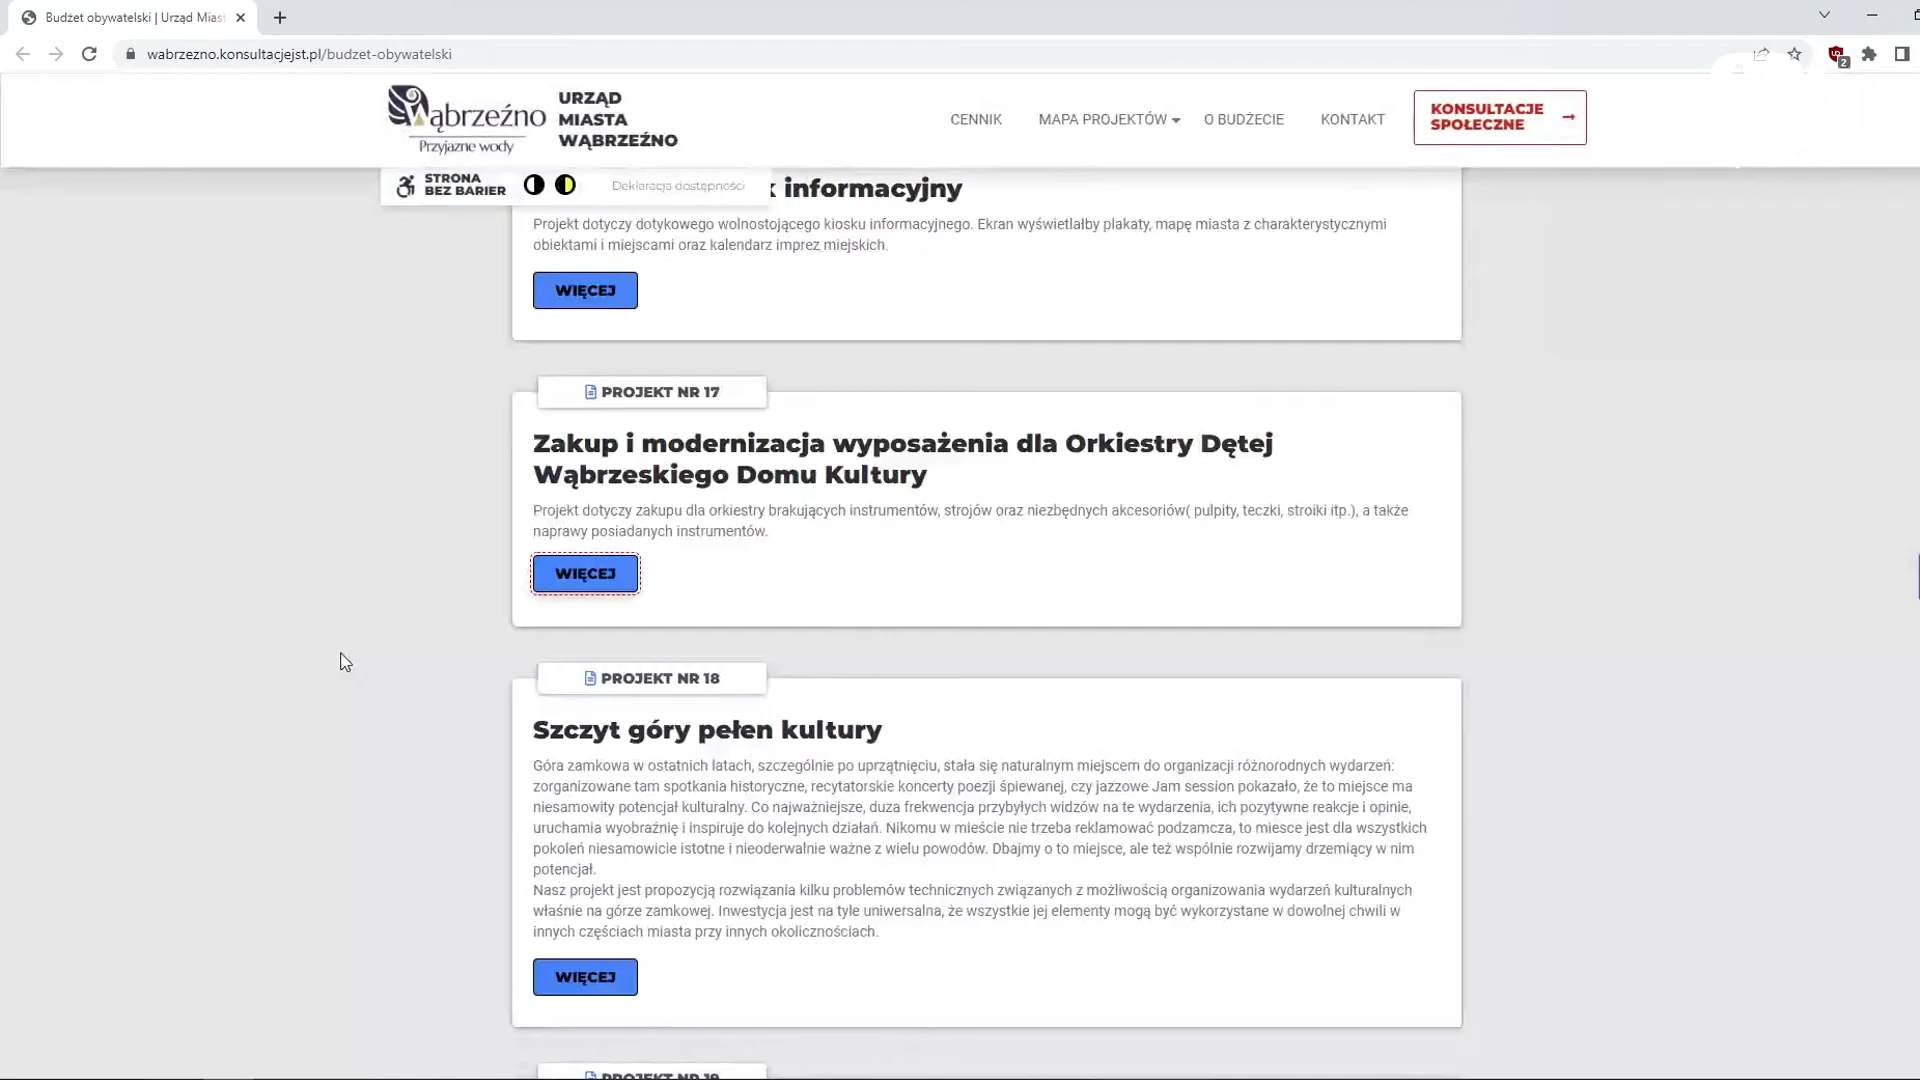 Budżet obywatelski | Urząd Mias
wabrzezno.konsultacjejst.pl/budzet-obywatelski
2
Wąbrzeźno
Przyjazne wody
URZĄD
MIASTA
WĄBRZEŹNO
CENNIK
MAPA PROJEKTÓW
O BUDŻECIE
KONTAKT
KONSULTACJE
SPOŁECZNE
STRONA
BEZ BARIER
Deklaracja dostępności
k informacyjny
Projekt dotyczy dotykowego wolnostojącego kiosku informacyjnego. Ekran wyświetlałby plakaty, mapę miasta z charakterystycznymi
obiektami i miejscami oraz kalendarz imprez miejskich.
WIĘCEJ
PROJEKT NR 17
Zakup i modernizacja wyposażenia dla Orkiestry Dętej
Wąbrzeskiego Domu Kultury
Projekt dotyczy zakupu dla orkiestry brakujących instrumentów, strojów oraz niezbędnych akcesoriów( pulpity, teczki, stroiki itp.), a także
naprawy posiadanych instrumentów.
WIĘCEJ
PROJEKT NR 18
Szczyt góry pełen kultury
Góra zamkowa w ostatnich latach, szczególnie po uprzątnięciu, stała się naturalnym miejscem do organizacji różnorodnych wydarzeń:
zorganizowane tam spotkania historyczne, recytatorskie koncerty poezji śpiewanej, czy jazzowe Jam session pokazało, że to miejsce ma
niesamowity potencjał kulturalny. Co najważniejsze, duza frekwencja przybyłych widzów na te wydarzenia, ich pozytywne reakcje i opinie,
uruchamia wyobraźnię i inspiruje do kolejnych działań. Nikomu w mieście nie trzeba reklamować podzamcza, to miesce jest dla wszystkich
pokoleń niesamowicie istotne i nieoderwalnie ważne z wielu powodów. Dbajmy o to miejsce, ale też wspólnie rozwijamy drzemiący w nim
potencjał.
Nasz projekt jest propozycją rozwiązania kilku problemów technicznych związanych z możliwością organizowania wydarzeń kulturalnych
właśnie na górze zamkowej. Inwestycja jest na tyle uniwersalna, że wszystkie jej elementy mogą być wykorzystane w dowolnej chwili w
innych częściach miasta przy innych okolicznościach.
WIĘCEJ
PROJEKT NR 19